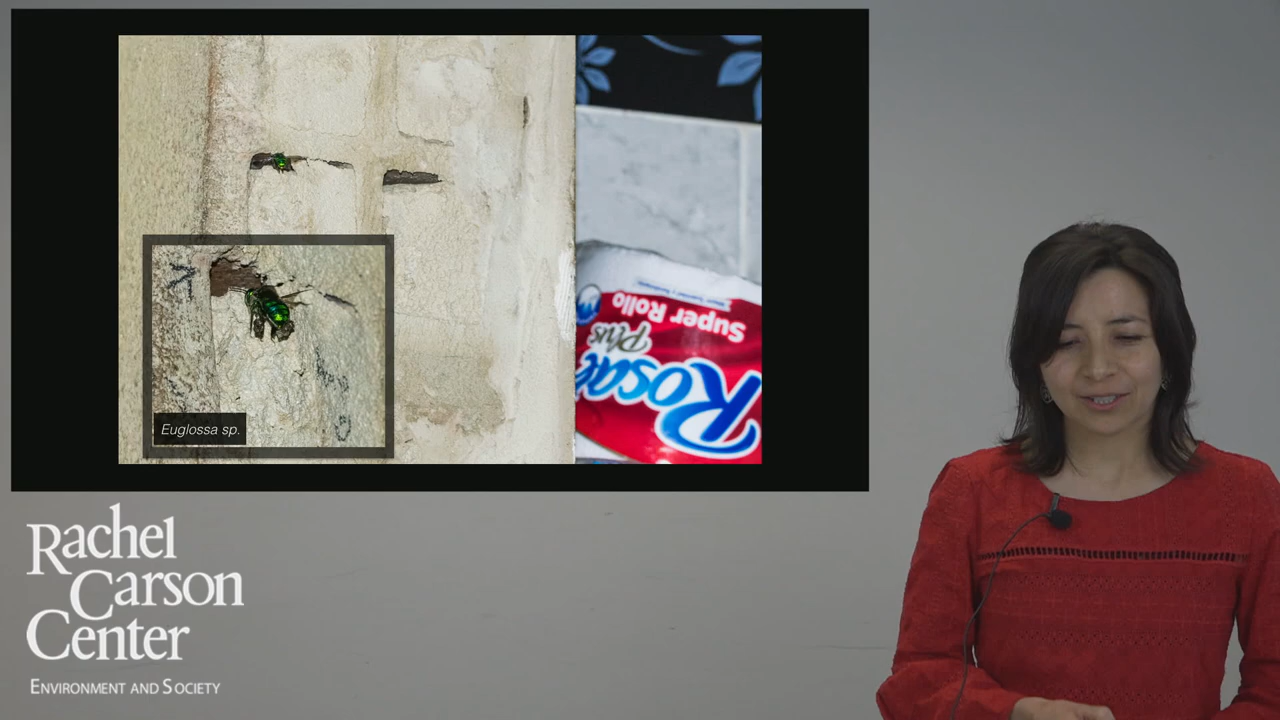 Super Rollo
Plus
Rosal
Euglossa sp.
Rachel
Carson
Center
ENVIRONMENT AND SOCIETY